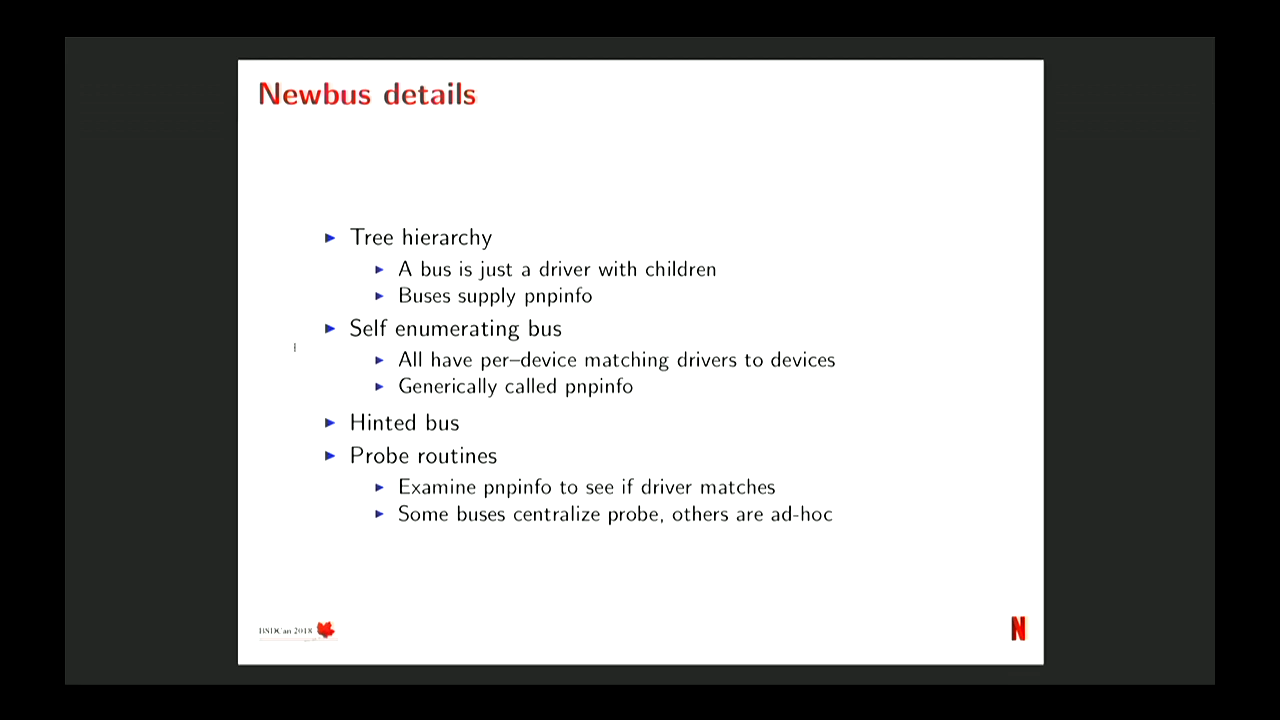 Newbus details
Tree hierarchy
A bus is just a driver with children
Buses supply pnpinfo
Self enumerating bus
All have per–device matching drivers to devices
Generically called pnpinfo
Hinted bus
Probe routines
Examine pnpinfo to see if driver matches
Some buses centralize probe, others are ad-hoc
BSDCan 2018
N